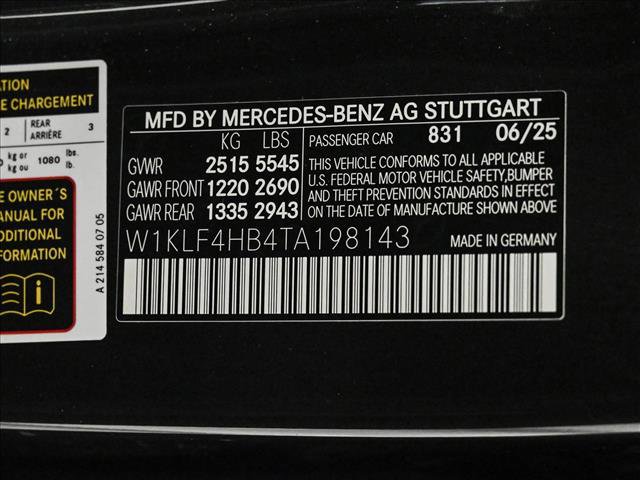 ATION
E CHARGEMENT
2 REAR ARRIÈRE 3
kg or kg ou 1080 lbs. lb.
E OWNER´S
ANUAL FOR
DDITIONAL
FORMATION
A 214 584 07 05
MFD BY MERCEDES-BENZ AG STUTTGART
KG LBS PASSENGER CAR 831 06/25
GVWR 2515 5545
GAWR FRONT 1220 2690
GAWR REAR 1335 2943
THIS VEHICLE CONFORMS TO ALL APPLICABLE
U.S. FEDERAL MOTOR VEHICLE SAFETY,BUMPER
AND THEFT PREVENTION STANDARDS IN EFFECT
ON THE DATE OF MANUFACTURE SHOWN ABOVE.
W1KLF4HB4TA198143 MADE IN GERMANY